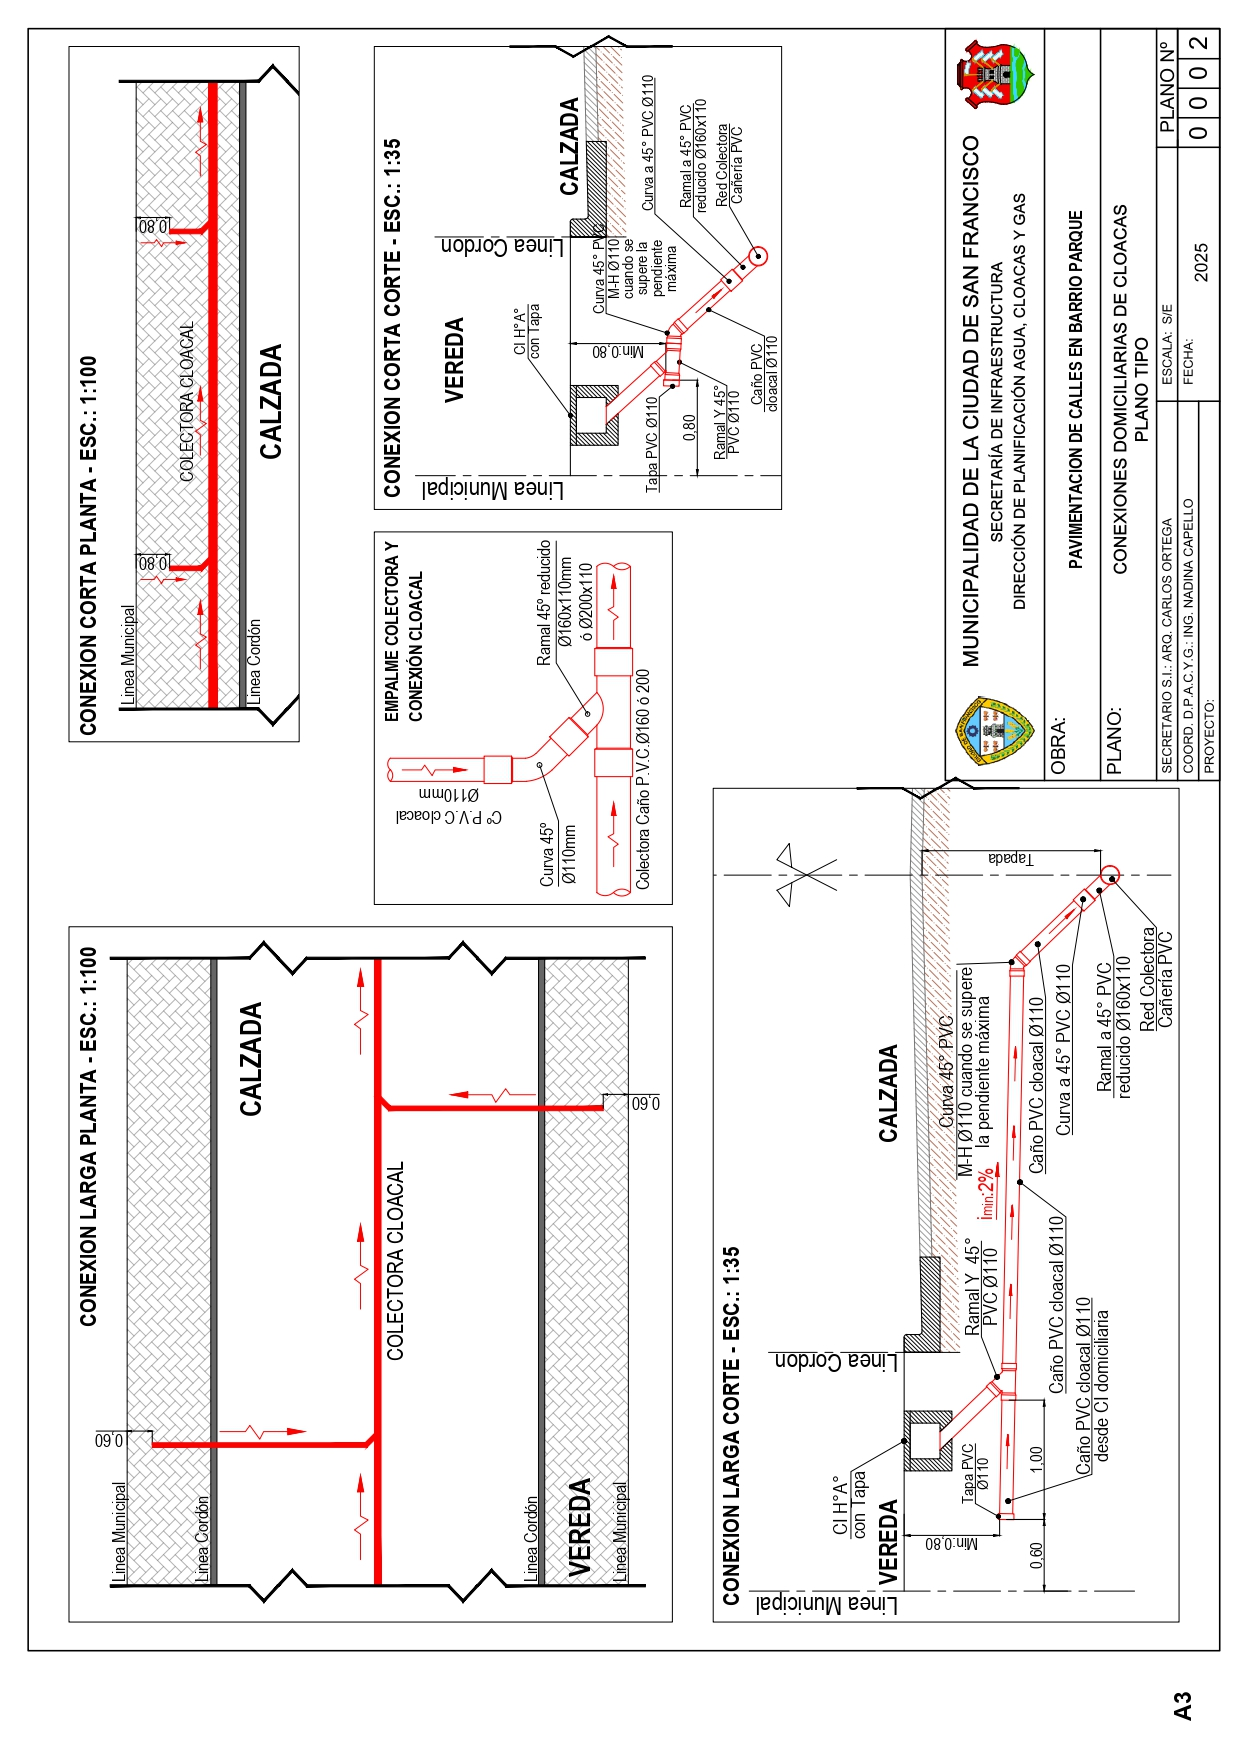 CONEXION LARGA PLANTA - ESC.: 1:100
Linea Municipal
0,60
Linea Cordón
CALZADA
COLECTORA CLOACAL
Linea Cordón
VEREDA
Linea Municipal
0,60
CONEXION CORTA PLANTA - ESC.: 1:100
Linea Municipal
0,80
0,80
COLECTORA CLOACAL
Linea Cordón
CALZADA
EMPALME COLECTORA Y
CONEXIÓN CLOACAL
Cº P.V.C cloacal
Ø110mm
Curva 45º
Ø110mm
Ramal 45º reducido
Ø160x110mm
ó Ø200x110
Colectora Caño P.V.C.Ø160 ó 200
CONEXION CORTA CORTE - ESC.: 1:35
Linea Municipal
VEREDA
Linea Cordon
CALZADA
CI H°A°
con Tapa
Min:0,80
Curva 45° PVC
M-H Ø110
cuando se
supere la
pendiente
máxima
Curva a 45° PVC Ø110
Ramal a 45° PVC
reducido Ø160x110
Red Colectora
Cañería PVC
Tapa PVC Ø110
0,80
Ramal Y 45°
PVC Ø110
Caño PVC
cloacal Ø110
CONEXION LARGA CORTE - ESC.: 1:35
Linea Municipal
VEREDA
Linea Cordon
CALZADA
CI H°A°
con Tapa
Min:0,80
Tapa PVC
Ø110
0,60
1,00
Ramal Y 45°
PVC Ø110
imin:2%
Curva 45° PVC
M-H Ø110 cuando se supere
la pendiente máxima
Tapada
Caño PVC cloacal Ø110
Curva a 45° PVC Ø110
Ramal a 45° PVC
reducido Ø160x110
Red Colectora
Cañería PVC
Caño PVC cloacal Ø110
Caño PVC cloacal Ø110
desde CI domiciliaria
MUNICIPALIDAD DE LA CIUDAD DE SAN FRANCISCO
SECRETARÍA DE INFRAESTRUCTURA
DIRECCIÓN DE PLANIFICACIÓN AGUA, CLOACAS Y GAS
OBRA:
PAVIMENTACION DE CALLES EN BARRIO PARQUE
PLANO:
CONEXIONES DOMICILIARIAS DE CLOACAS
PLANO TIPO
SECRETARIO S.I.: ARQ. CARLOS ORTEGA
COORD. D.P.A.C.Y.G.: ING. NADINA CAPELLO
PROYECTO:
ESCALA: S/E
FECHA:
2025
PLANO Nº
0 0 0 2
A3